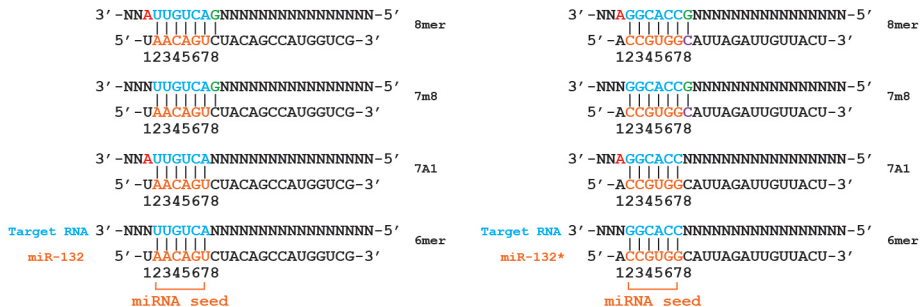 3′-NNAUUGUCAGNNNNNNNNNNNNNNNN-5′
8mer
5′-UAACAGUCUACAGCCAUGGUCG-3′
12345678
3′-NNNUUGUCAGNNNNNNNNNNNNNNNN-5′
7m8
5′-UAACAGUCUACAGCCAUGGUCG-3′
12345678
3′-NNAUUGUCANNNNNNNNNNNNNNNNN-5′
7A1
5′-UAACAGUCUACAGCCAUGGUCG-3′
12345678
Target RNA 3′-NNNUUGUCANNNNNNNNNNNNNNNNN-5′
6mer
miR-132 5′-UAACAGUCUACAGCCAUGGUCG-3′
12345678
miRNA seed
3′-NNAGGCACCGNNNNNNNNNNNNNNNN-5′
8mer
5′-ACCGUGGCAUUAGAUUGUUACU-3′
12345678
3′-NNNGGCACCGNNNNNNNNNNNNNNNN-5′
7m8
5′-ACCGUGGCAUUAGAUUGUUACU-3′
12345678
3′-NNAGGCACCNNNNNNNNNNNNNNNNN-5′
7A1
5′-ACCGUGGCAUUAGAUUGUUACU-3′
12345678
Target RNA 3′-NNNGGCACCNNNNNNNNNNNNNNNNN-5′
6mer
miR-132* 5′-ACCGUGGCAUUAGAUUGUUACU-3′
12345678
miRNA seed